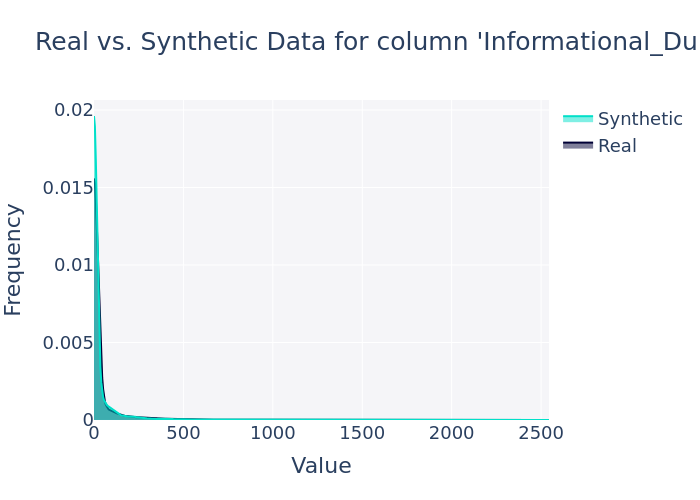 Real vs. Synthetic Data for column 'Informational_Du
Synthetic
Real
Frequency
0.02
0.015
0.01
0.005
0
0 500 1000 1500 2000 2500
Value